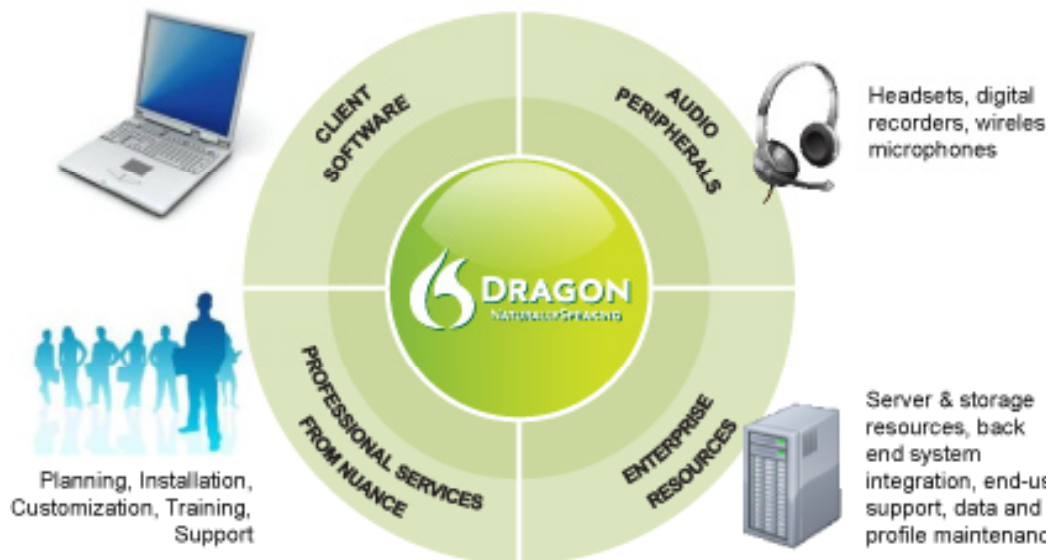 CLIENT
SOFTWARE
AUDIO
PERIPHERALS
Headsets, digital
recorders, wireles
microphones
DRAGON
NATURALLYSPEAKING
PROFESSIONAL SERVICES
FROM NUANCE
Planning, Installation,
Customization, Training,
Support
ENTERPRISE
RESOURCES
Server & storage
resources, back
end system
integration, end-us
support, data and
profile maintenanc